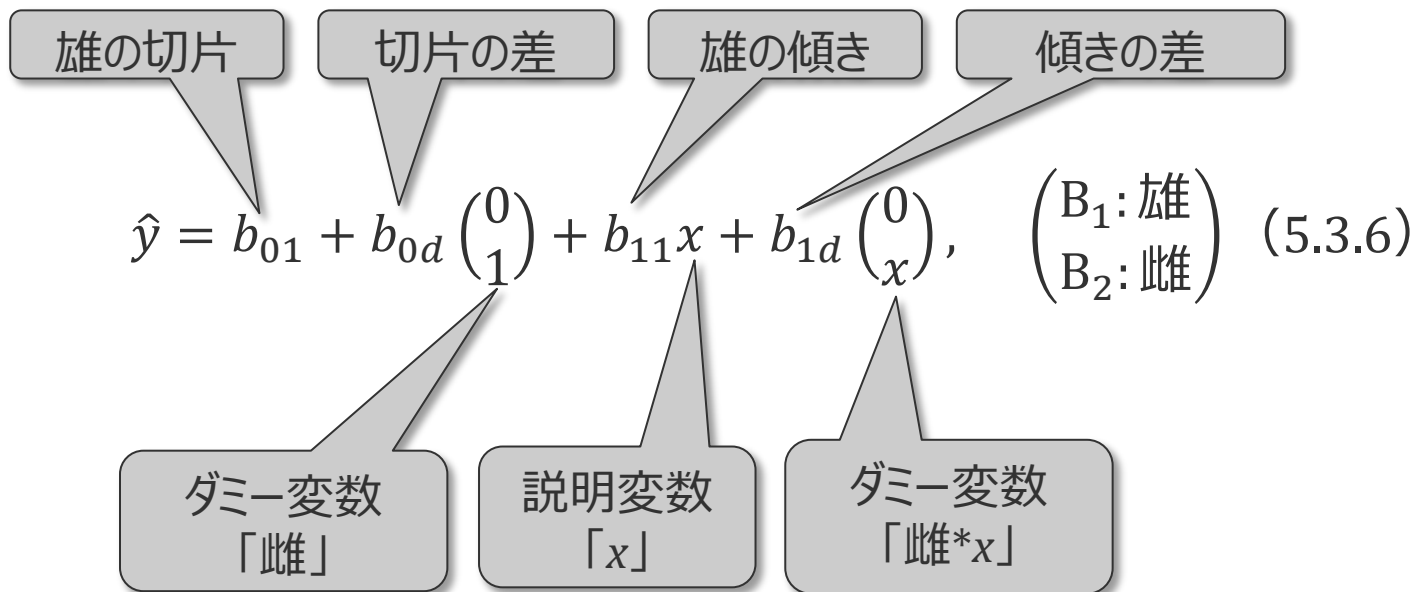 雄の切片
切片の差
雄の傾き
傾きの差
ŷ = b₀₁ + b₀d (0 1) + b₁₁x + b₁d (0 x), (B₁: 雄 B₂: 雌) (5.3.6)
ダミー変数
「雌」
説明変数
「x」
ダミー変数
「雌*x」